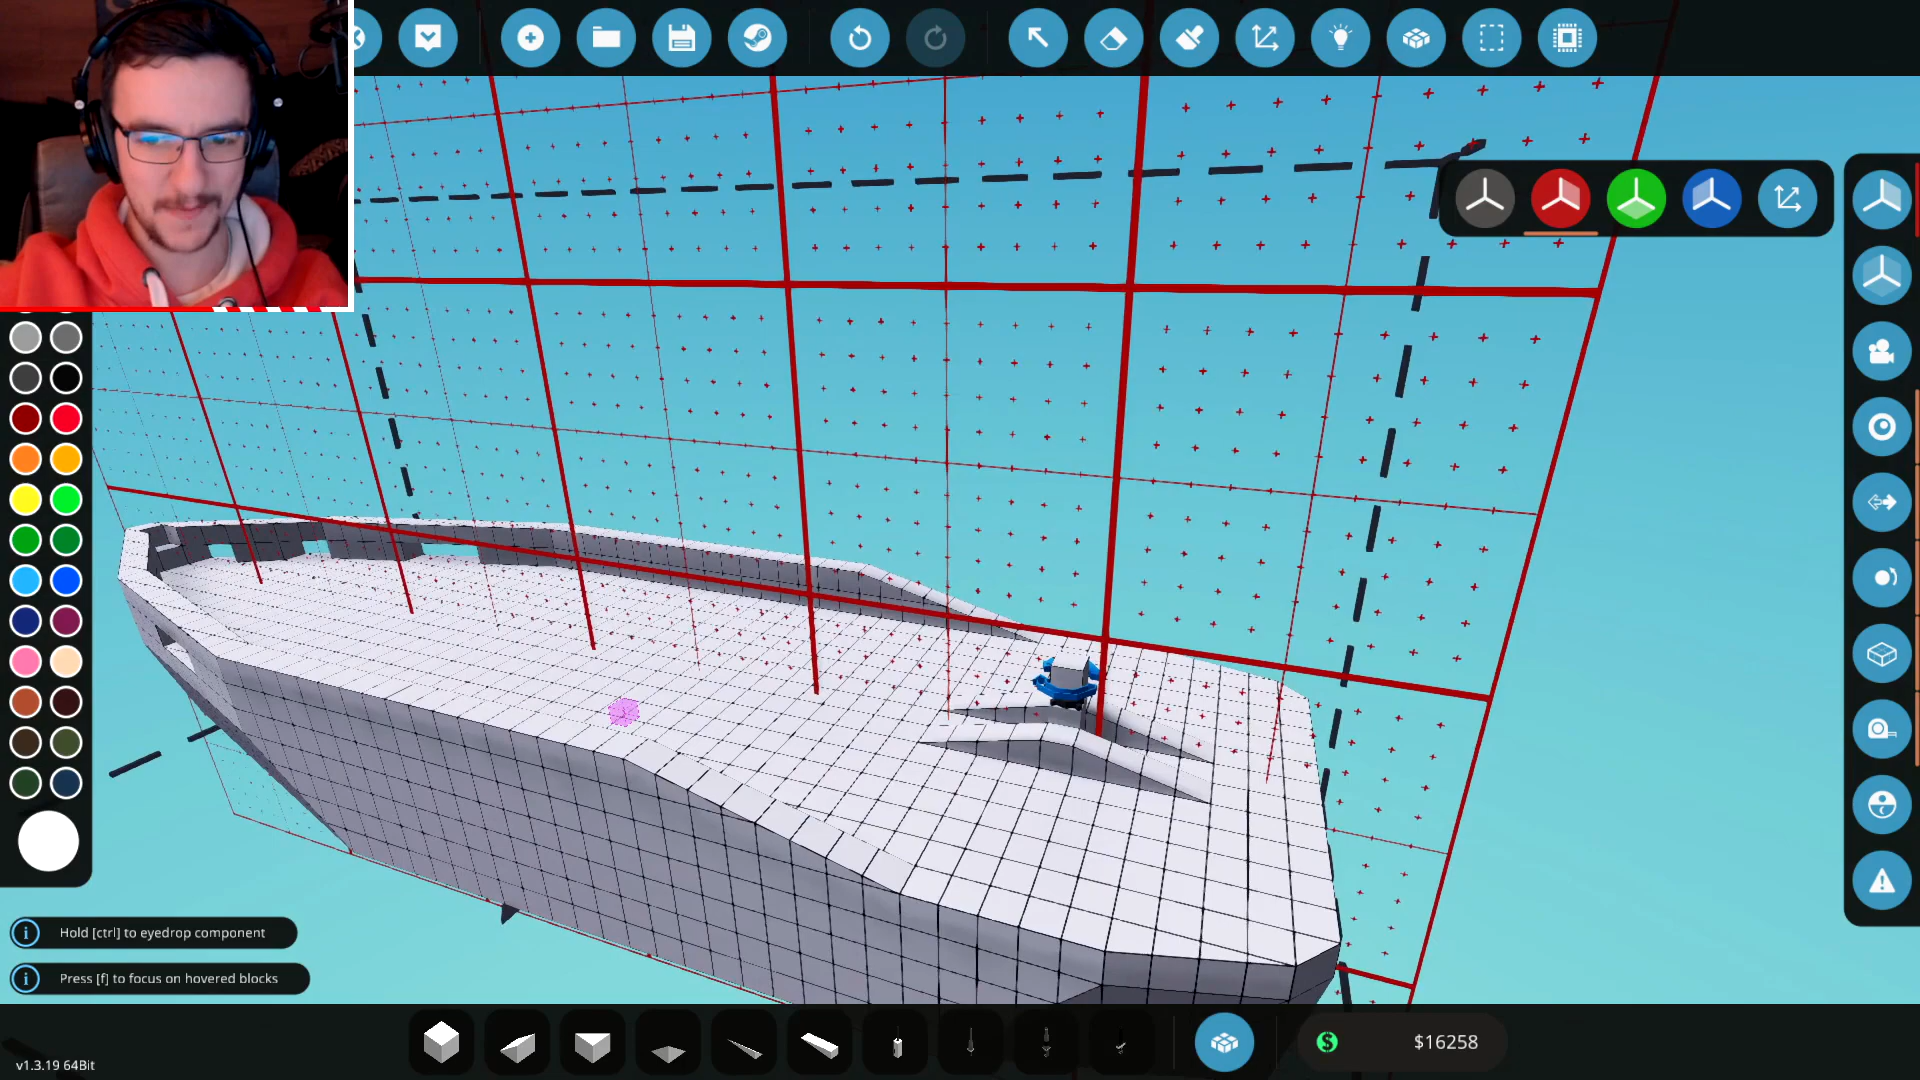 Hold [ctrl] to eyedrop component
Press [f] to focus on hovered blocks
$16258
v1.3.19 64Bit